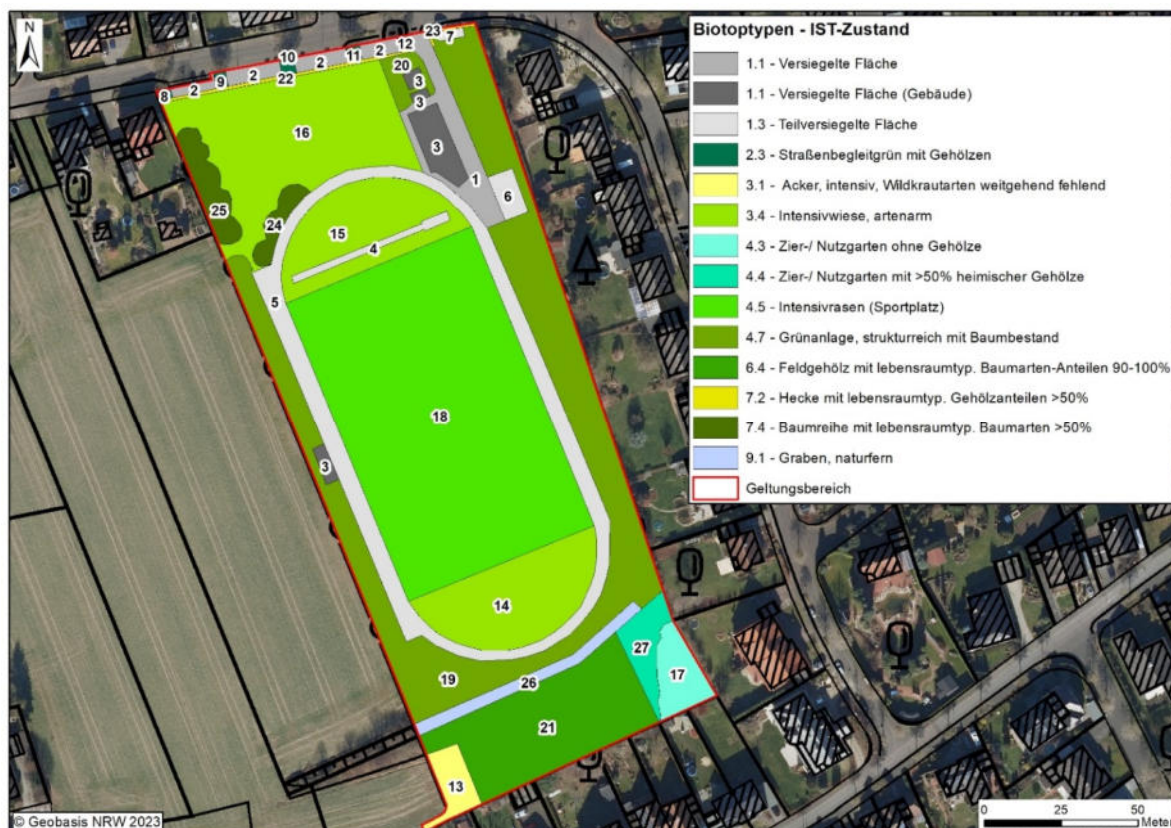 N
23
7
10
12
2
11
2
20
9
2
22
8
2
3
3
16
3
1
6
25
24
15
4
5
18
3
14
27
17
19
26
21
13
Biotoptypen - IST-Zustand
1.1 - Versiegelte Fläche
1.1 - Versiegelte Fläche (Gebäude)
1.3 - Teilversiegelte Fläche
2.3 - Straßenbegleitgrün mit Gehölzen
3.1 - Acker, intensiv, Wildkrautarten weitgehend fehlend
3.4 - Intensivwiese, artenarm
4.3 - Zier-/ Nutzgarten ohne Gehölze
4.4 - Zier-/ Nutzgarten mit >50% heimischer Gehölze
4.5 - Intensivrasen (Sportplatz)
4.7 - Grünanlage, strukturreich mit Baumbestand
6.4 - Feldgehölz mit lebensraumtyp. Baumarten-Anteilen 90-100%
7.2 - Hecke mit lebensraumtyp. Gehölzanteilen >50%
7.4 - Baumreihe mit lebensraumtyp. Baumarten >50%
9.1 - Graben, naturfern
Geltungsbereich
0 25 50
Meter
© Geobasis NRW 2023